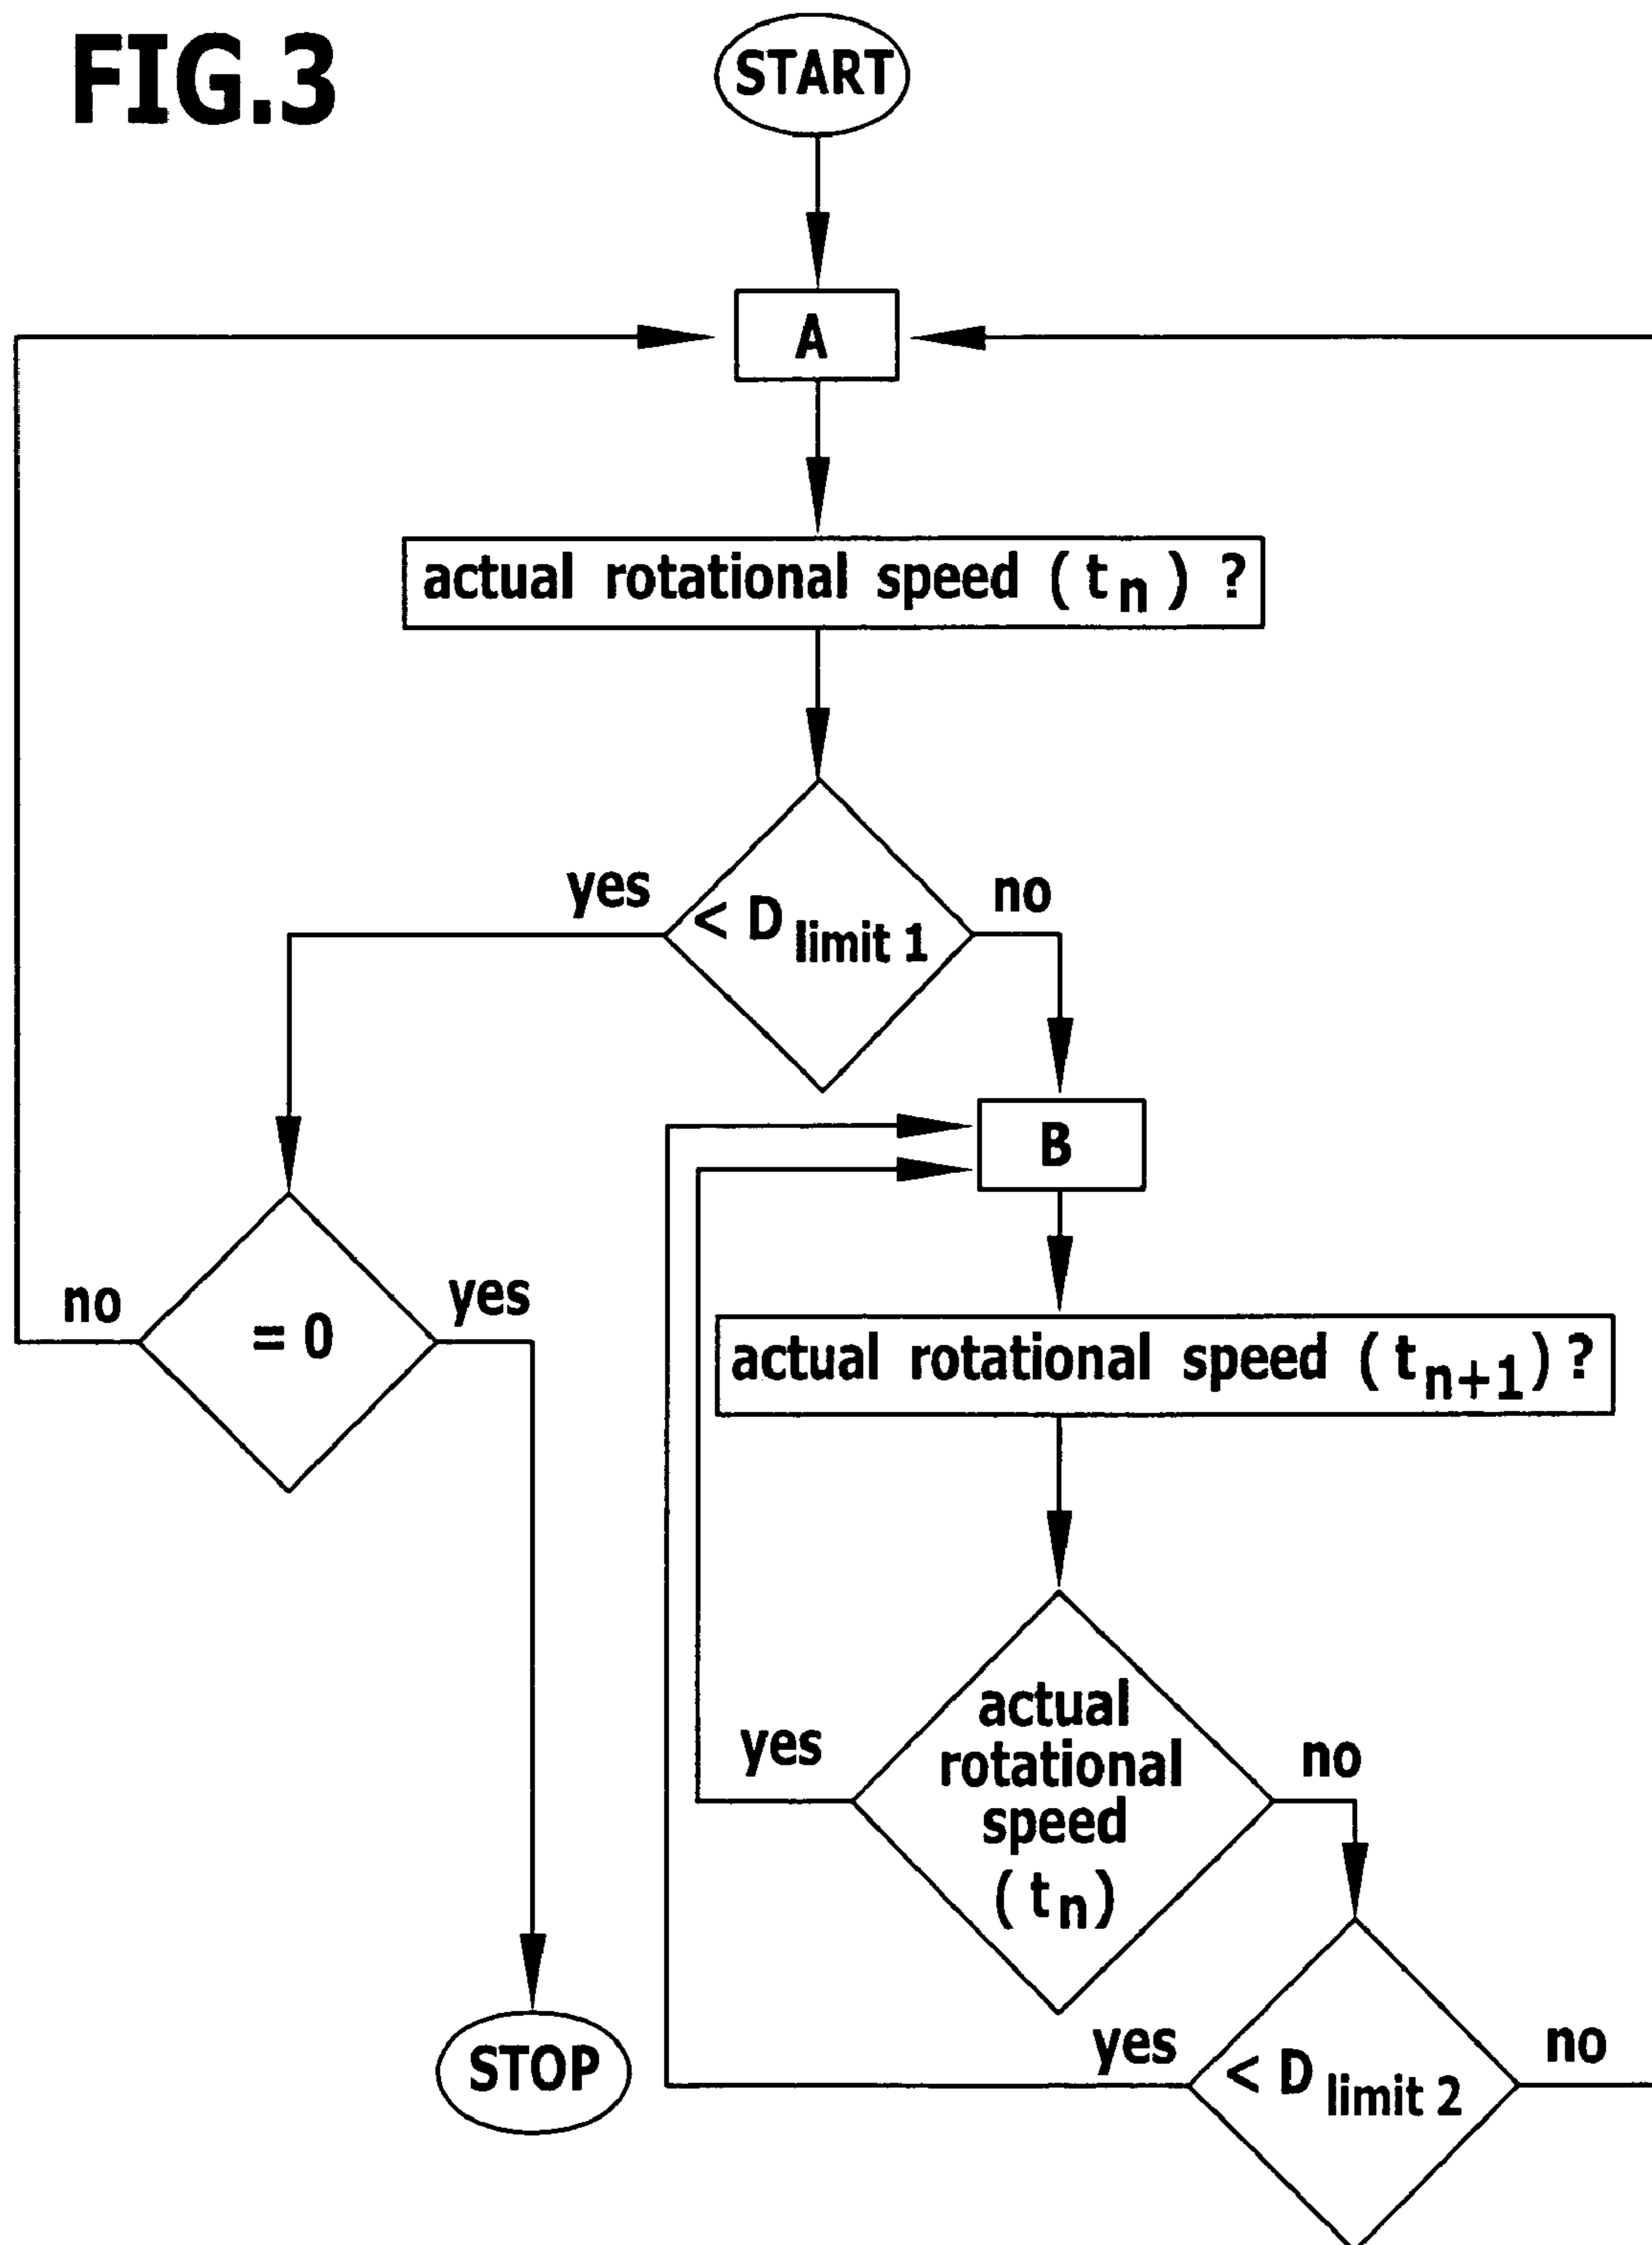 FIG.3
START
A
actual rotational speed (tn) ?
yes
no
< D limit 1
B
no
yes
= 0
actual rotational speed (tn+1)?
actual
rotational
speed
(tn)
yes
no
STOP
yes
no
< D limit 2